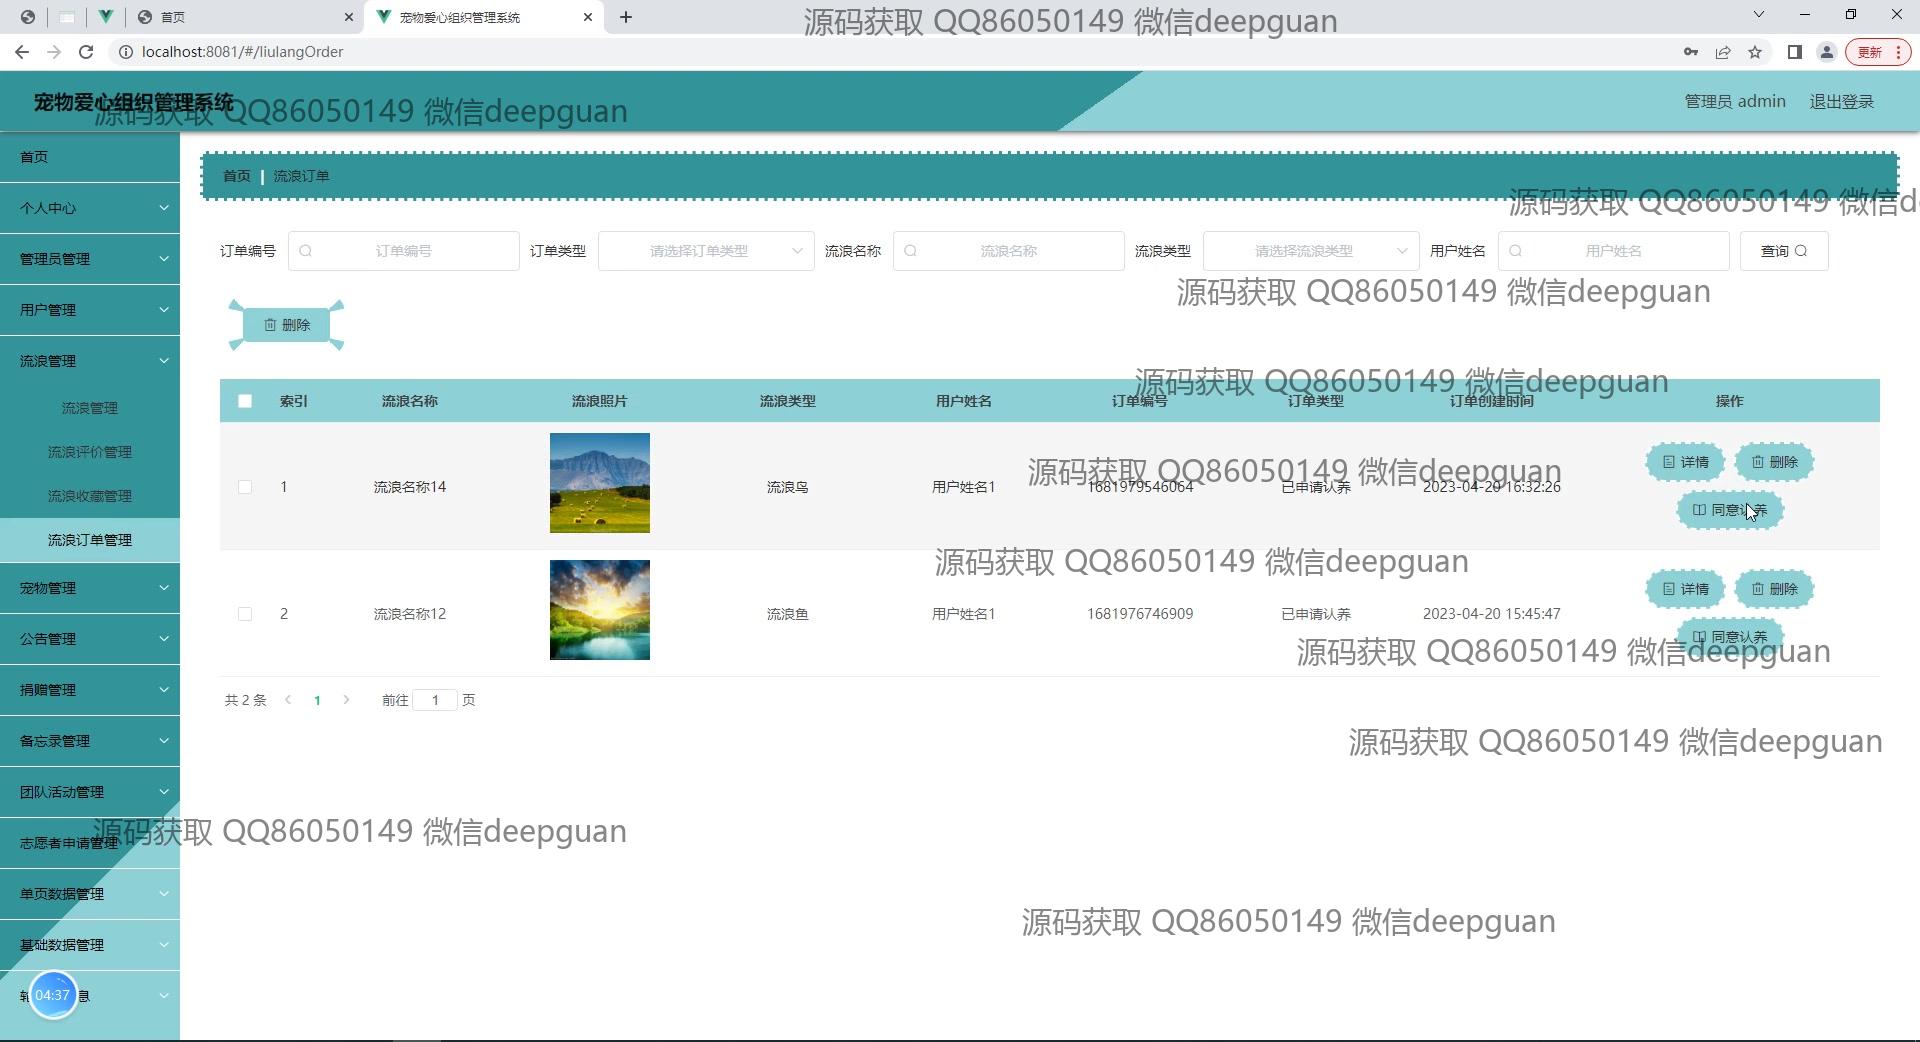 首页
宠物爱心组织管理系统
源码获取 QQ86050149 微信deepguan
localhost:8081/#/liulangOrder
更新
宠物爱心组织管理系统
源码获取 QQ86050149 微信deepguan
管理员 admin
退出登录
首页
个人中心
管理员管理
用户管理
流浪管理
流浪管理
流浪评价管理
流浪收藏管理
流浪订单管理
宠物管理
公告管理
捐赠管理
备忘录管理
团队活动管理
志愿者申请管理
单页数据管理
基础数据管理
息
04:37
首页 | 流浪订单
源码获取 QQ86050149 微信d
订单编号 订单编号 订单类型 请选择订单类型 流浪名称 流浪名称 流浪类型 请选择流浪类型 用户姓名 用户姓名 查询
源码获取 QQ86050149 微信deepguan
删除
源码获取 QQ86050149 微信deepguan
索引 流浪名称 流浪照片 流浪类型 用户姓名 订单编号 订单类型 订单创建时间 操作
源码获取 QQ86050149 微信deepguan
1 流浪名称14 流浪鸟 用户姓名1 1681979546064 已申请认养 2023-04-20 16:32:26 详情 删除
同意认养
源码获取 QQ86050149 微信deepguan
2 流浪名称12 流浪鱼 用户姓名1 1681976746909 已申请认养 2023-04-20 15:45:47 详情 删除
同意认养
源码获取 QQ86050149 微信deepguan
共 2 条 1 前往 1 页
源码获取 QQ86050149 微信deepguan
源码获取 QQ86050149 微信deepguan
源码获取 QQ86050149 微信deepguan